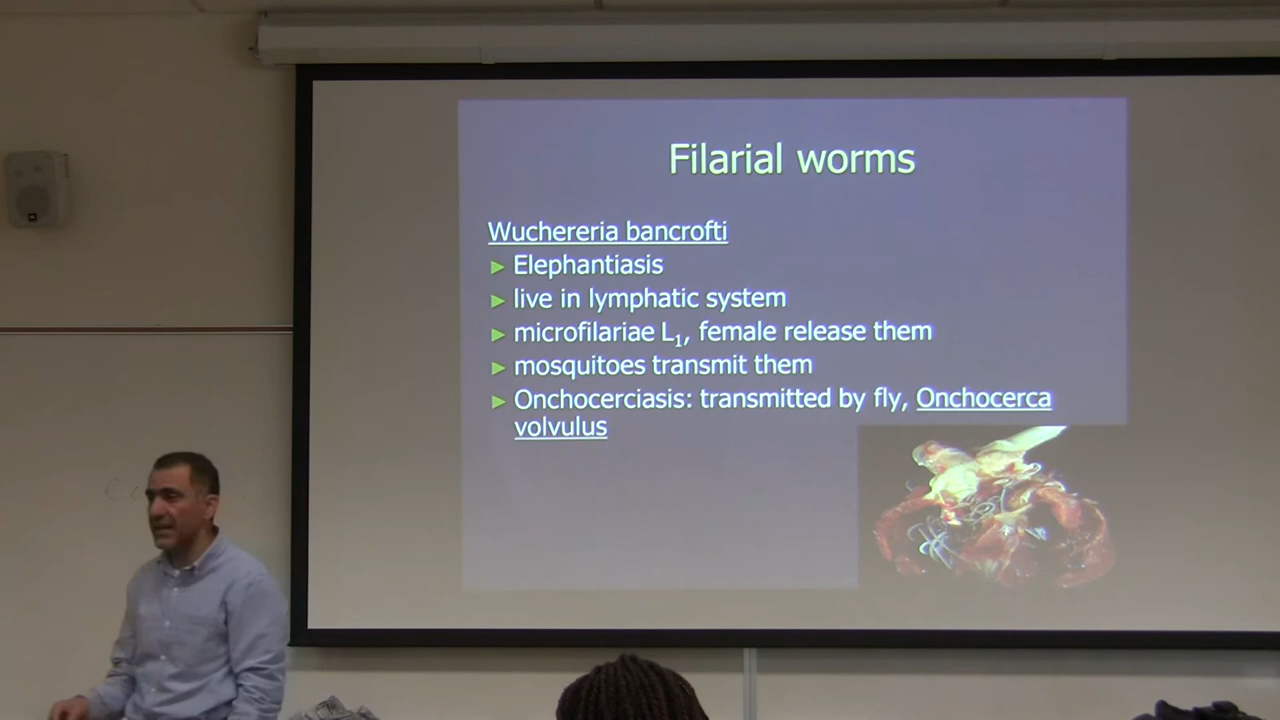 Filarial worms
Wuchereria bancrofti
► Elephantiasis
► live in lymphatic system
► microfilariae L₁, female release them
► mosquitoes transmit them
► Onchocerciasis: transmitted by fly, Onchocerca
volvulus